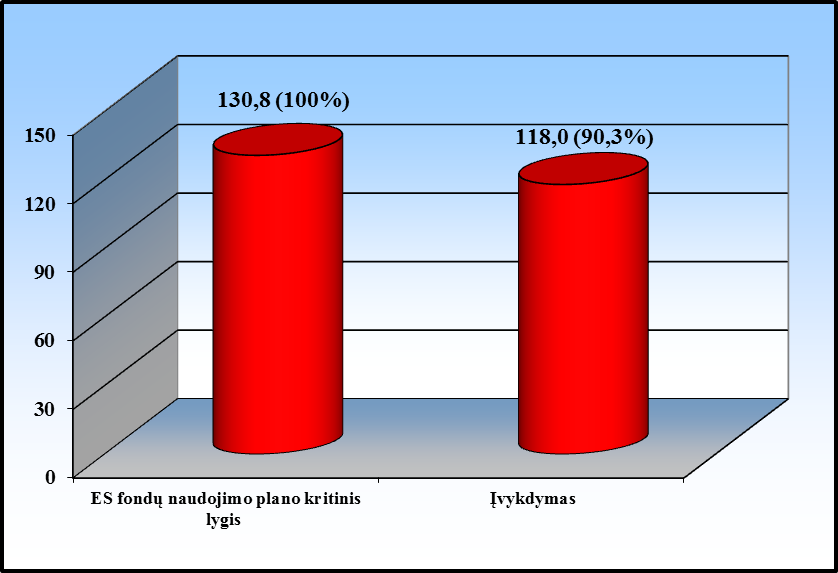 130,8 (100%)
118,0 (90,3%)
150
120
90
60
30
0
ES fondų naudojimo plano kritinis
lygis
Įvykdymas